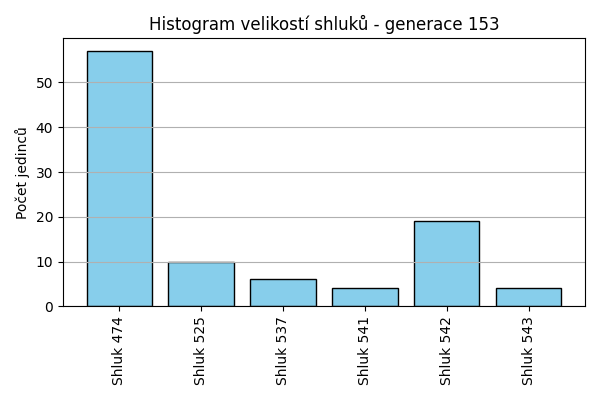 Histogram velikostí shluků - generace 153
Počet jedinců
50
40
30
20
10
0
Shluk 474
Shluk 525
Shluk 537
Shluk 541
Shluk 542
Shluk 543